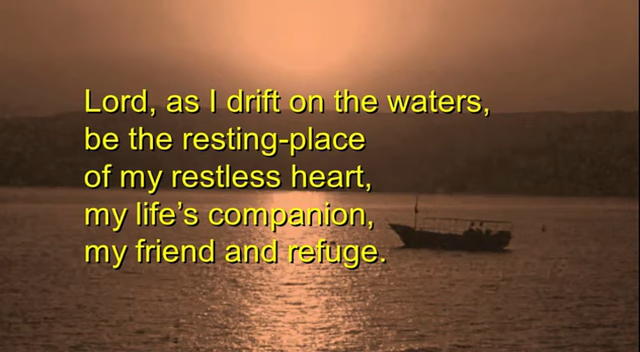 Lord, as I drift on the waters,
be the resting-place
of my restless heart,
my life’s companion,
my friend and refuge.